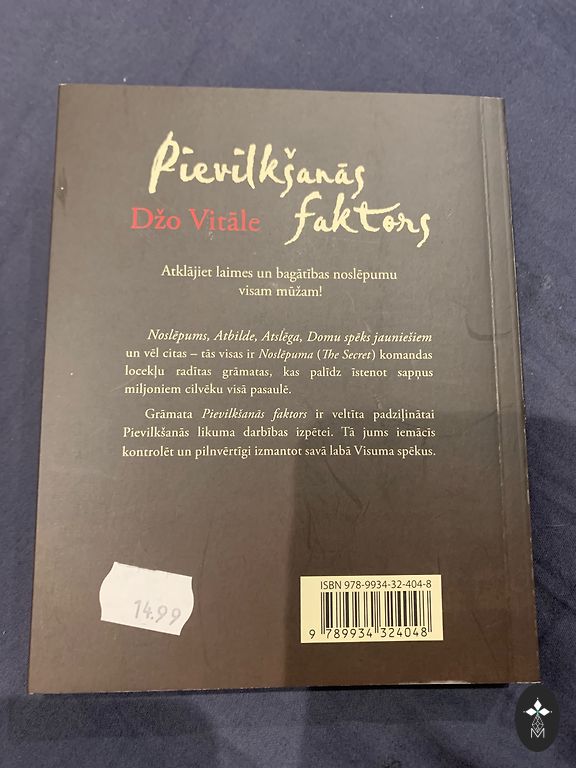 Pievilkšanās
Džo Vitāle faktors
Atklājiet laimes un bagātības noslēpumu
visam mūžam!
Noslēpums, Atbilde, Atslēga, Domu spēks jauniešiem
un vēl citas – tās visas ir Noslēpuma (The Secret) komandas
locekļu radītas grāmatas, kas palīdz īstenot sapņus
miljoniem cilvēku visā pasaulē.
Grāmata Pievilkšanās faktors ir veltīta padziļinātai
Pievilkšanās likuma darbības izpētei. Tā jums iemācīs
kontrolēt un pilnvērtīgi izmantot savā labā Visuma spēkus.
14.99
ISBN 978-9934-32-404-8
9 789934 324048
M